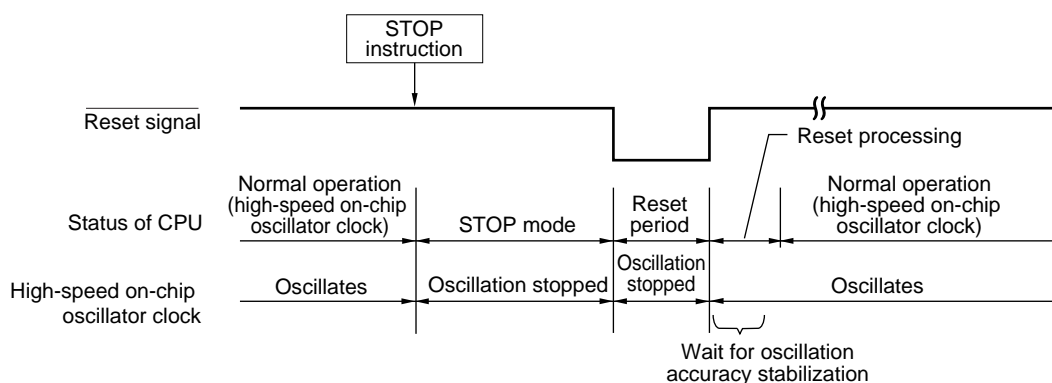 STOP
instruction
Reset signal
Reset processing
Status of CPU
Normal operation
(high-speed on-chip
oscillator clock)
STOP mode
Reset
period
Normal operation
(high-speed on-chip
oscillator clock)
High-speed on-chip
oscillator clock
Oscillates
Oscillation stopped
Oscillation
stopped
Oscillates
Wait for oscillation
accuracy stabilization